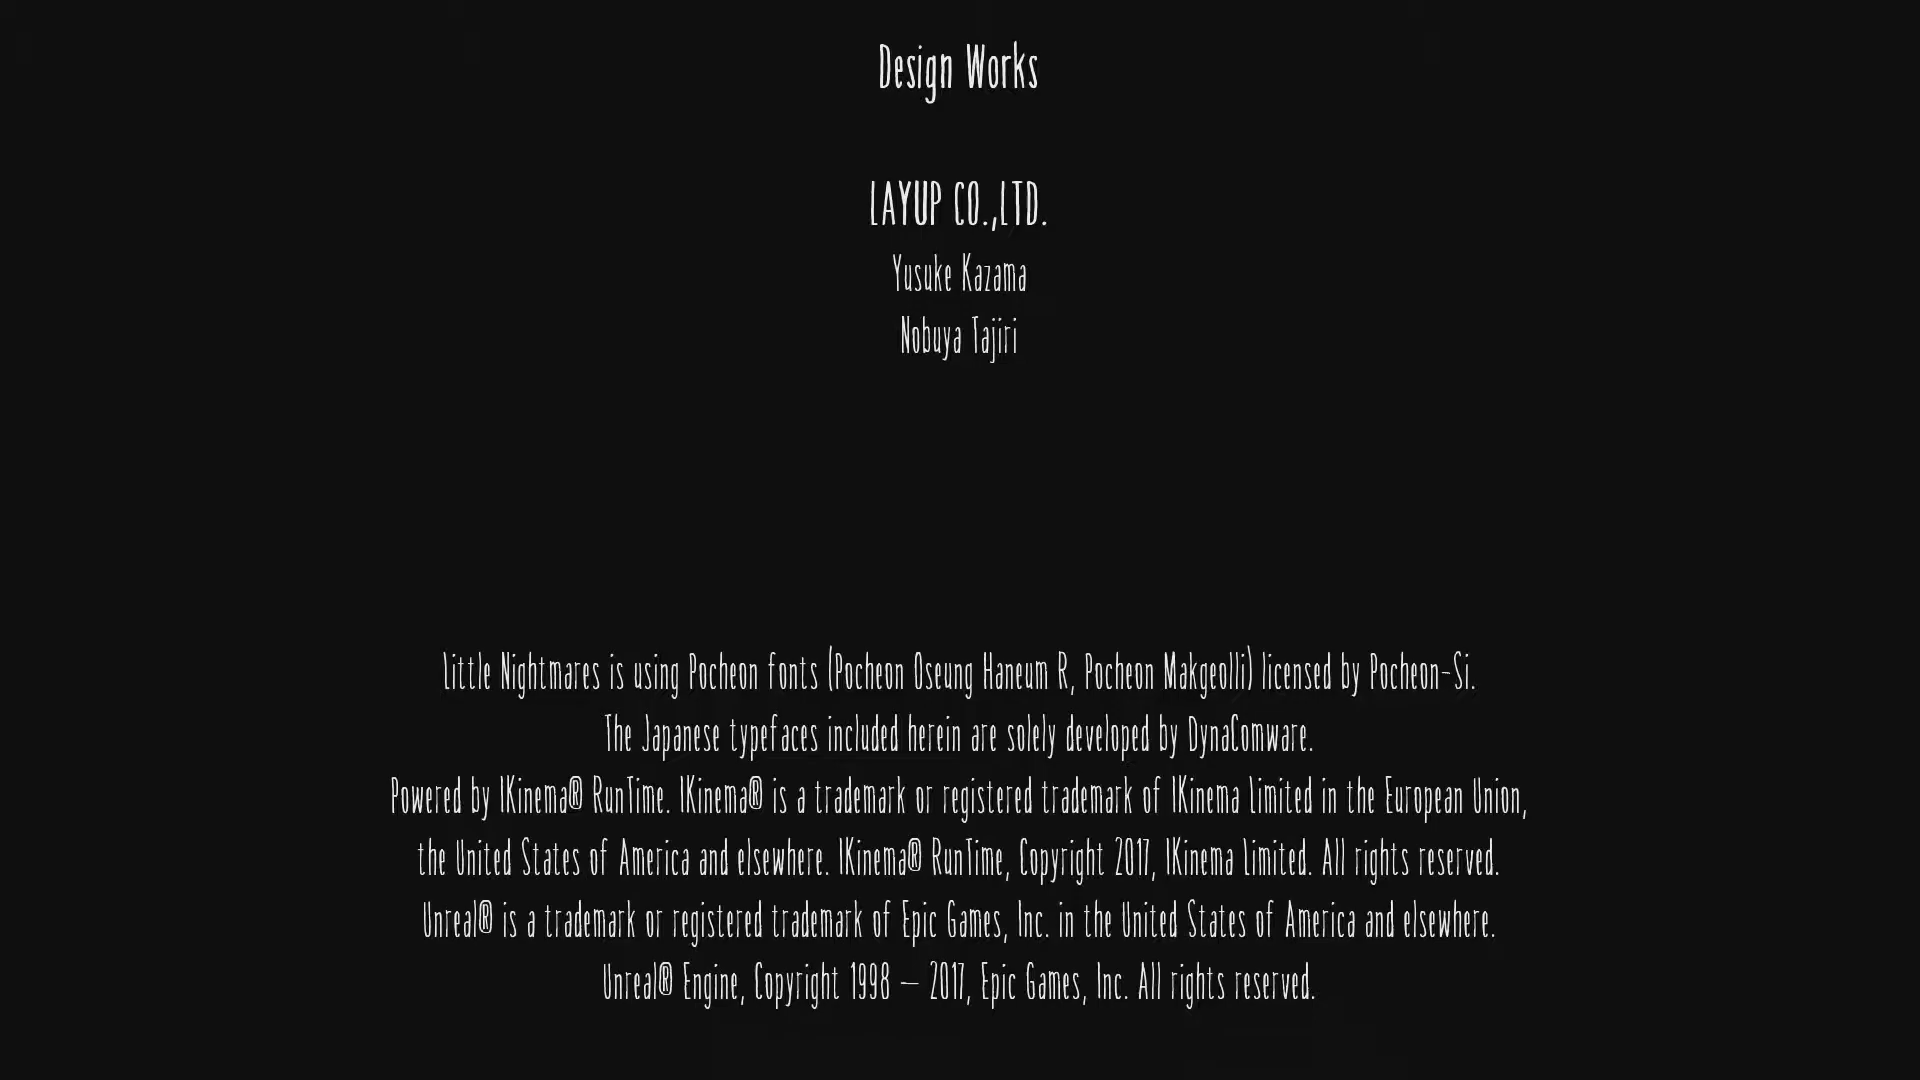 Design Works
LAYUP CO.,LTD.
Yusuke Kazama
Nobuya Tajiri
Little Nightmares is using Pocheon fonts (Pocheon Oseung Haneum R, Pocheon Makgeolli) licensed by Pocheon-Si.
The Japanese typefaces included herein are solely developed by DynaComware.
Powered by IKinema® RunTime. IKinema® is a trademark or registered trademark of IKinema Limited in the European Union,
the United States of America and elsewhere. IKinema® RunTime, Copyright 2017, IKinema Limited. All rights reserved.
Unreal® is a trademark or registered trademark of Epic Games, Inc. in the United States of America and elsewhere.
Unreal® Engine, Copyright 1998 – 2017, Epic Games, Inc. All rights reserved.